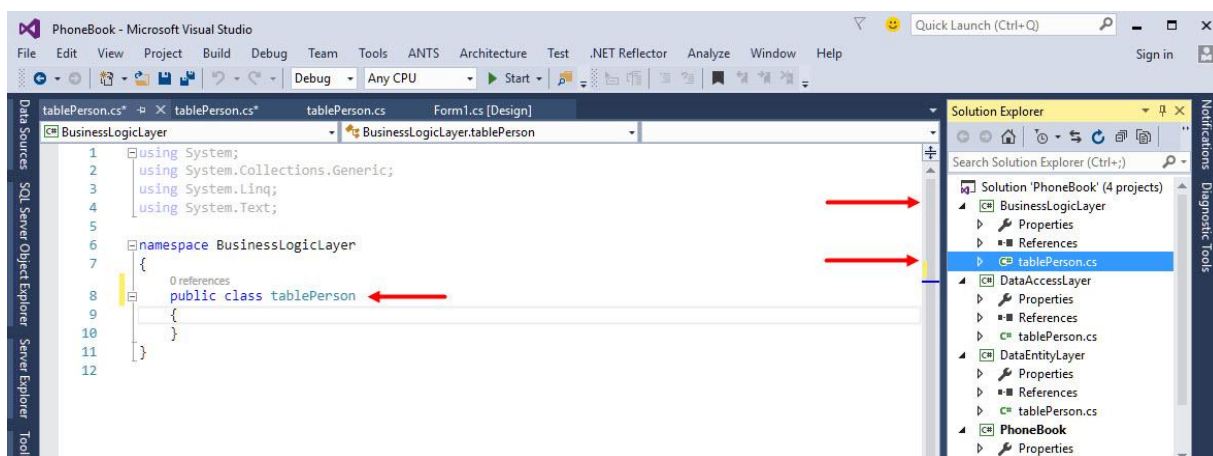 PhoneBook - Microsoft Visual Studio
Quick Launch (Ctrl+Q)
File Edit View Project Build Debug Team Tools ANTS Architecture Test .NET Reflector Analyze Window Help
Sign in
Debug Any CPU Start
Data Sources
SQL Server Object Explorer
Server Explorer
Tool
tablePerson.cs* tablePerson.cs* tablePerson.cs Form1.cs [Design]
BusinessLogicLayer BusinessLogicLayer.tablePerson
1 using System;
2 using System.Collections.Generic;
3 using System.Linq;
4 using System.Text;
5
6 namespace BusinessLogicLayer
7 {
0 references
8 public class tablePerson
9 {
10 }
11 }
12
Solution Explorer
Search Solution Explorer (Ctrl+;)
Solution 'PhoneBook' (4 projects)
C# BusinessLogicLayer
Properties
References
C# tablePerson.cs
C# DataAccessLayer
Properties
References
C# tablePerson.cs
C# DataEntityLayer
Properties
References
C# tablePerson.cs
C# PhoneBook
Properties
Notifications
Diagnostic Tools